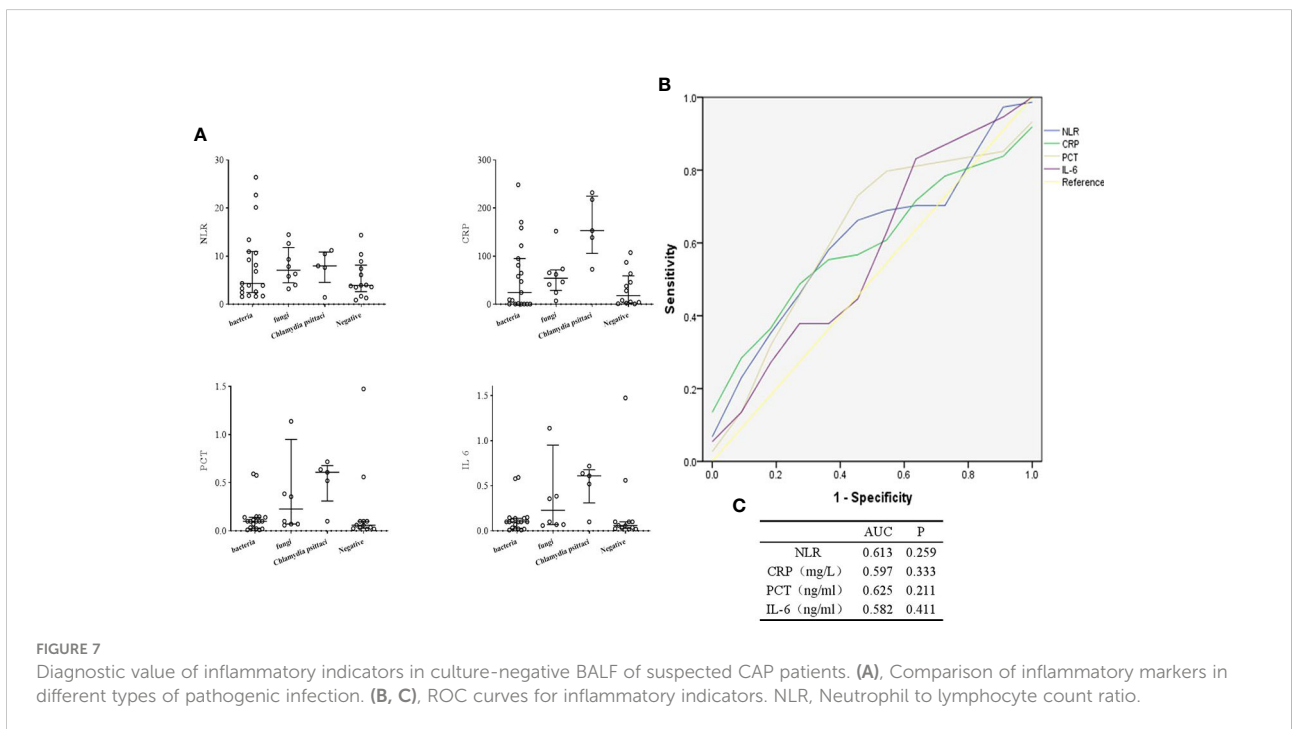 A
30
20
10
0
NLR
bacteria
fungi
Chlamydia psittaci
Negative
300
200
100
0
CRP
bacteria
fungi
Chlamydia psittaci
Negative
1.5
1.0
0.5
0.0
PCT
bacteria
fungi
Chlamydia psittaci
Negative
1.5
1.0
0.5
0.0
IL 6
bacteria
fungi
Chlamydia psittaci
Negative
B
1.0
0.8
0.6
0.4
0.2
0.0
Sensitivity
0.0 0.2 0.4 0.6 0.8 1.0
1 - Specificity
NLR
CRP
PCT
IL-6
Reference
C
AUC P
NLR 0.613 0.259
CRP（mg/L） 0.597 0.333
PCT（ng/ml） 0.625 0.211
IL-6（ng/ml） 0.582 0.411
FIGURE 7
Diagnostic value of inflammatory indicators in culture-negative BALF of suspected CAP patients. (A), Comparison of inflammatory markers in
different types of pathogenic infection. (B, C), ROC curves for inflammatory indicators. NLR, Neutrophil to lymphocyte count ratio.